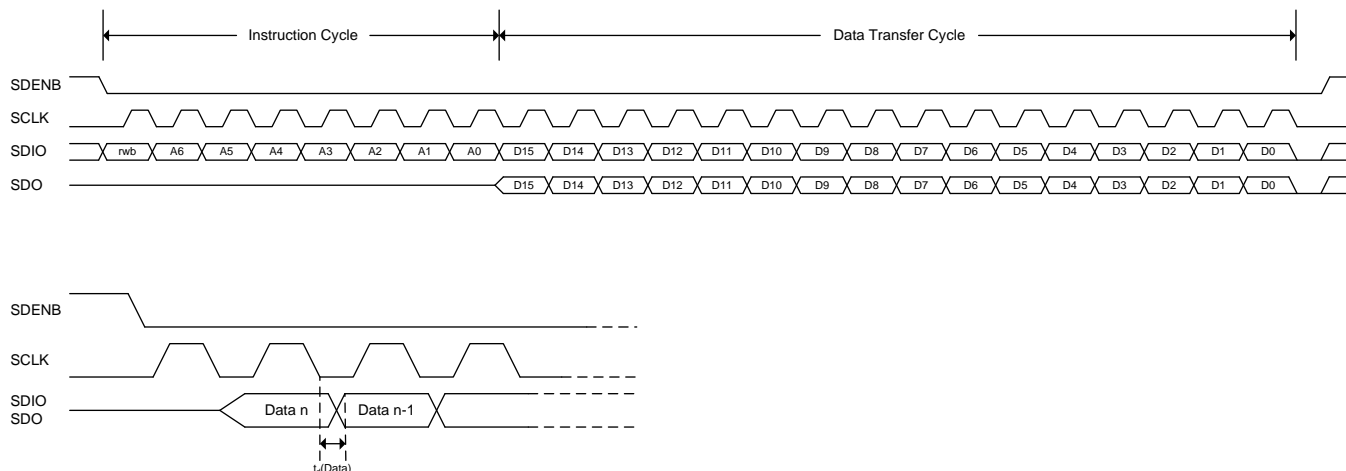 Instruction Cycle Data Transfer Cycle
SDENB
SCLK
SDIO rwb A6 A5 A4 A3 A2 A1 A0 D15 D14 D13 D12 D11 D10 D9 D8 D7 D6 D5 D4 D3 D2 D1 D0
SDO D15 D14 D13 D12 D11 D10 D9 D8 D7 D6 D5 D4 D3 D2 D1 D0
SDENB
SCLK
SDIO
SDO
Data n Data n-1
td(Data)